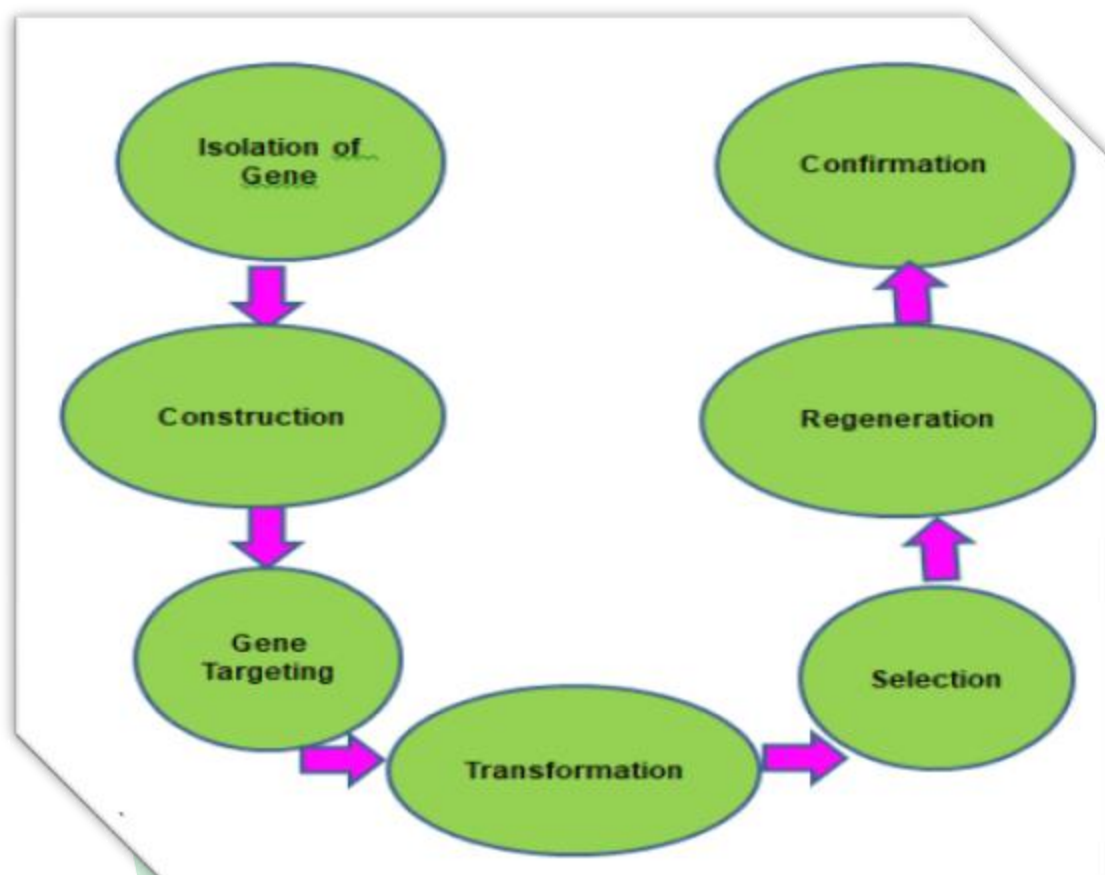 Isolation of
Gene
Construction
Gene
Targeting
Transformation
Selection
Regeneration
Confirmation